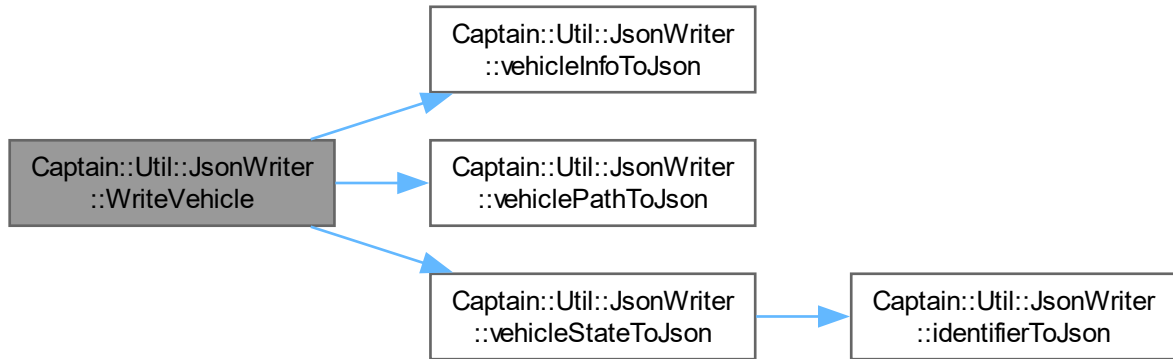 Captain::Util::JsonWriter
::vehicleInfoToJson
Captain::Util::JsonWriter
::WriteVehicle
Captain::Util::JsonWriter
::vehiclePathToJson
Captain::Util::JsonWriter
::vehicleStateToJson
Captain::Util::JsonWriter
::identifierToJson